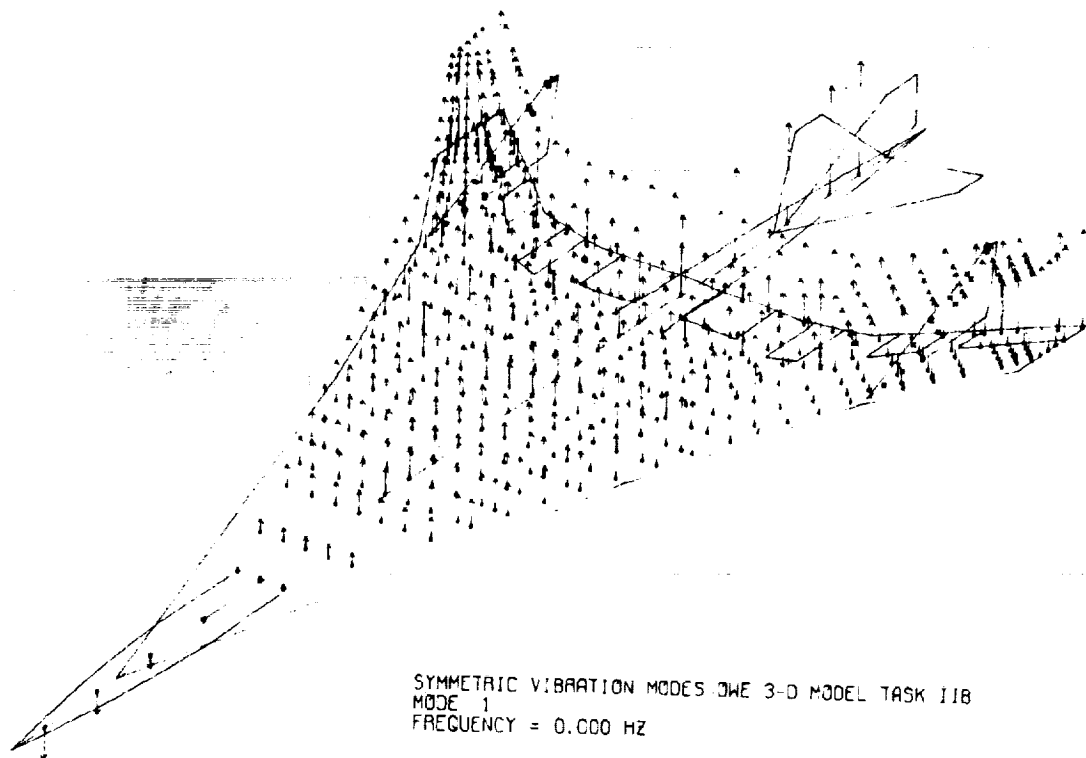 SYMMETRIC VIBRATION MODES OWE 3-D MODEL TASK IIB
MODE 1
FREQUENCY = 0.000 HZ